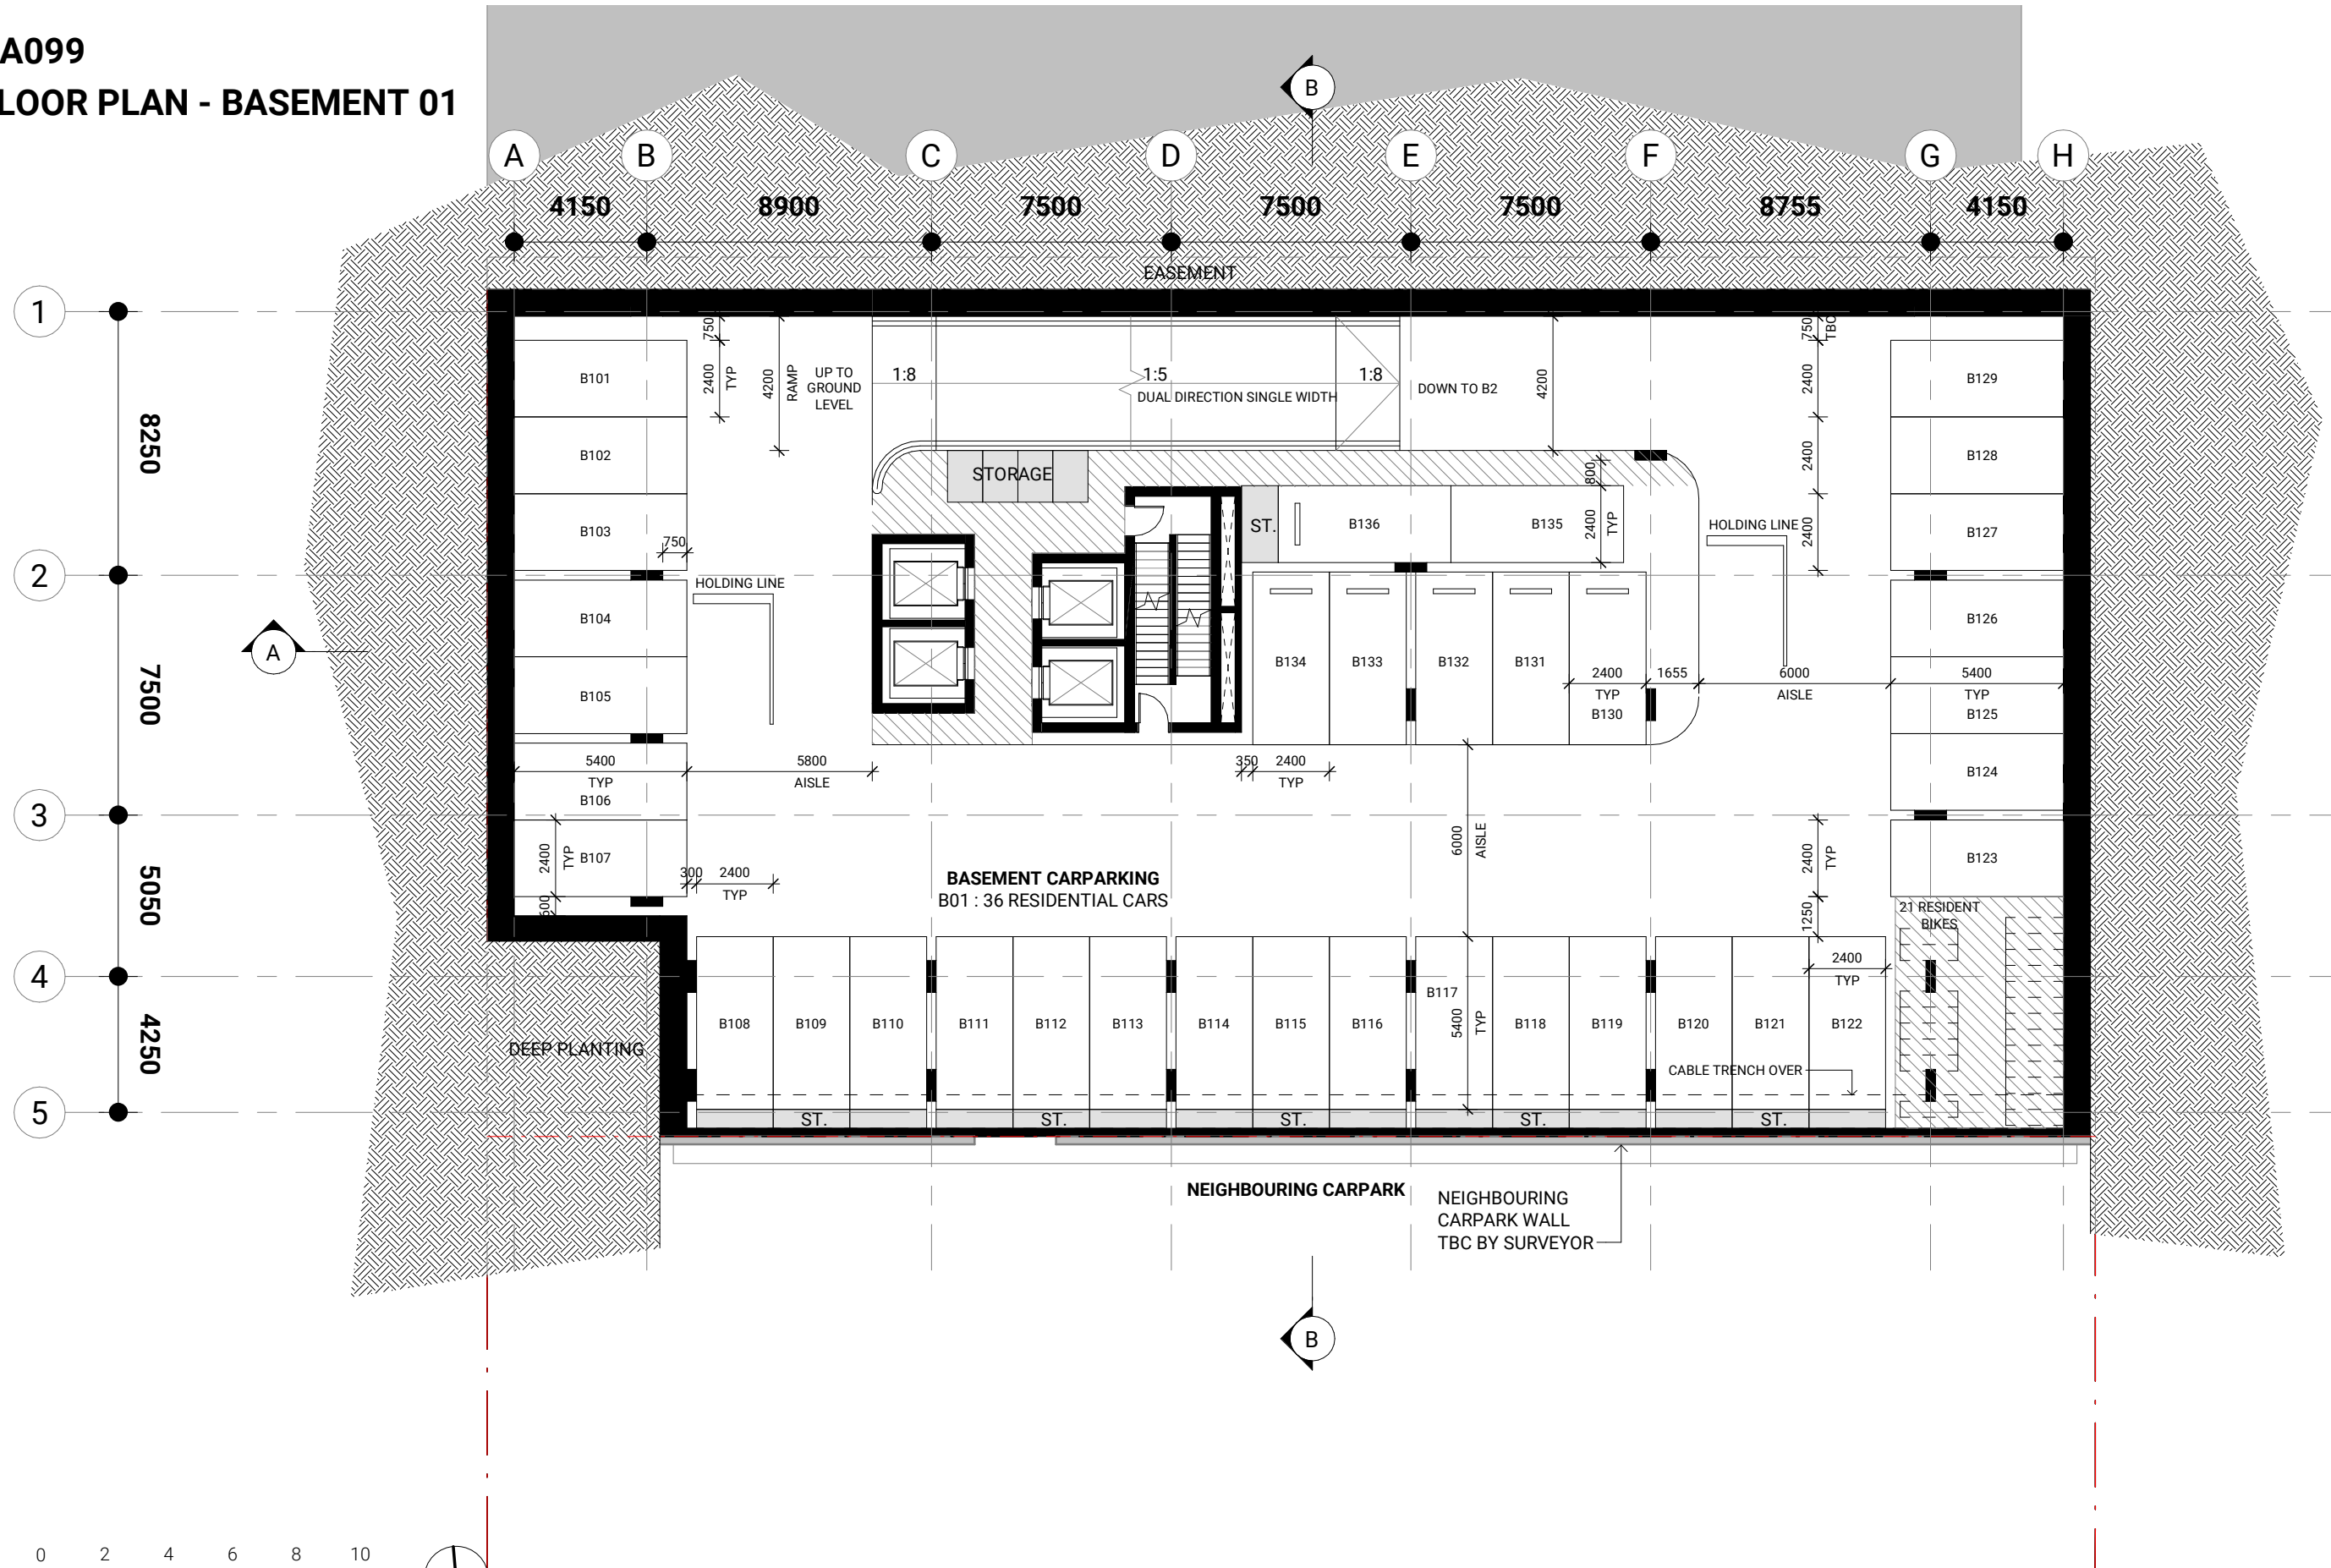 A099
LOOR PLAN - BASEMENT 01
B
A
B
C
D
E
F
G
H
4150
8900
7500
7500
7500
8755
4150
EASEMENT
1
2
3
4
5
8250
7500
5050
4250
A
B101
B102
B103
B104
B105
B106
B107
750
2400
TYP
4200
RAMP
UP TO
GROUND
LEVEL
1:8
1:5
1:8
DUAL DIRECTION SINGLE WIDTH
DOWN TO B2
4200
750
TBC
2400
2400
2400
B129
B128
B127
B126
B125
B124
B123
STORAGE
ST.
B136
B135
800
2400
TYP
HOLDING LINE
750
HOLDING LINE
B134
B133
B132
B131
2400
TYP
B130
1655
6000
AISLE
5400
TYP
5400
TYP
5800
AISLE
350
2400
TYP
6000
AISLE
2400
TYP
600
300
2400
TYP
BASEMENT CARPARKING
B01 : 36 RESIDENTIAL CARS
2400
TYP
1250
21 RESIDENT
BIKES
2400
TYP
B108
B109
B110
B111
B112
B113
B114
B115
B116
B117
5400
TYP
B118
B119
B120
B121
B122
DEEP PLANTING
CABLE TRENCH OVER
ST.
ST.
ST.
ST.
ST.
NEIGHBOURING CARPARK
NEIGHBOURING
CARPARK WALL
TBC BY SURVEYOR
B
0
2
4
6
8
10